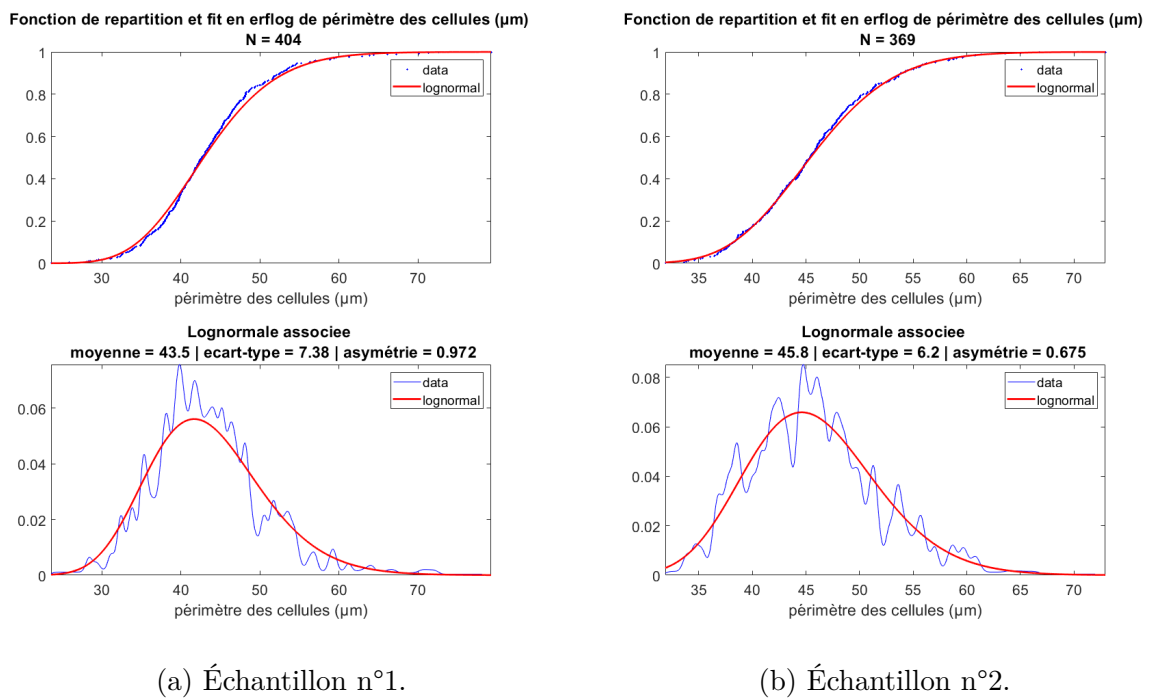 Fonction de repartition et fit en erflog de périmètre des cellules (µm)
N = 404
1
0.8
0.6
0.4
0.2
0
data
lognormal
30
40
50
60
70
périmètre des cellules (µm)
Lognormale associee
moyenne = 43.5 | ecart-type = 7.38 | asymétrie = 0.972
0.06
0.04
0.02
0
data
lognormal
30
40
50
60
70
périmètre des cellules (µm)
(a) Échantillon n°1.
Fonction de repartition et fit en erflog de périmètre des cellules (µm)
N = 369
1
0.8
0.6
0.4
0.2
0
data
lognormal
35
40
45
50
55
60
65
70
périmètre des cellules (µm)
Lognormale associee
moyenne = 45.8 | ecart-type = 6.2 | asymétrie = 0.675
0.08
0.06
0.04
0.02
0
data
lognormal
35
40
45
50
55
60
65
70
périmètre des cellules (µm)
(b) Échantillon n°2.